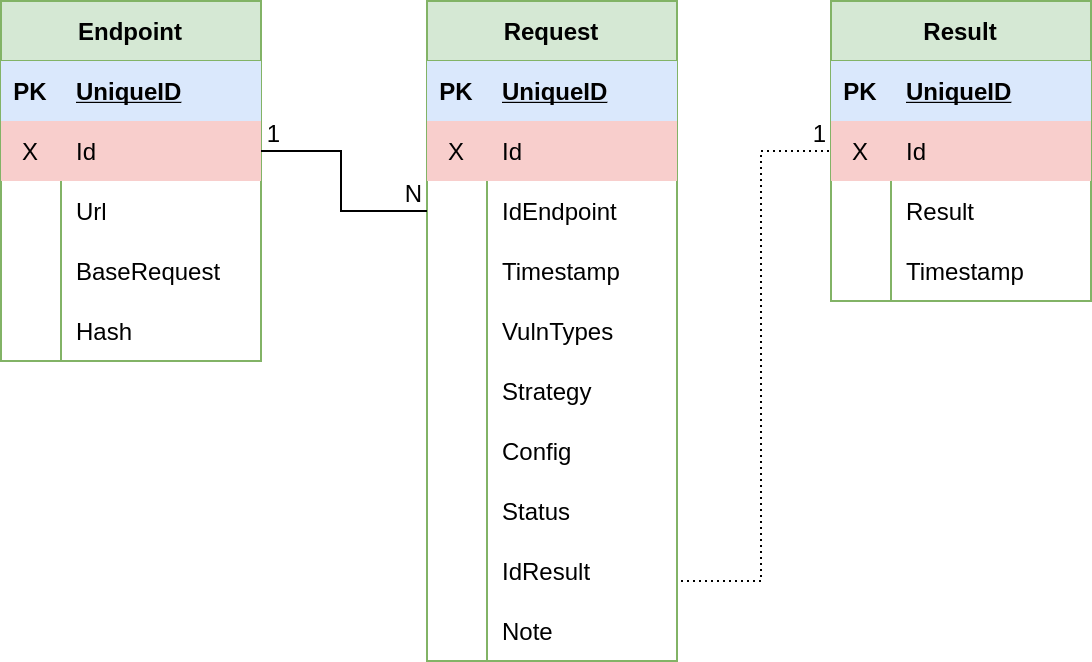 Endpoint
PK UniqueID
X Id
Url
BaseRequest
Hash
1
N
Request
PK UniqueID
X Id
IdEndpoint
Timestamp
VulnTypes
Strategy
Config
Status
IdResult
Note
1
Result
PK UniqueID
X Id
Result
Timestamp